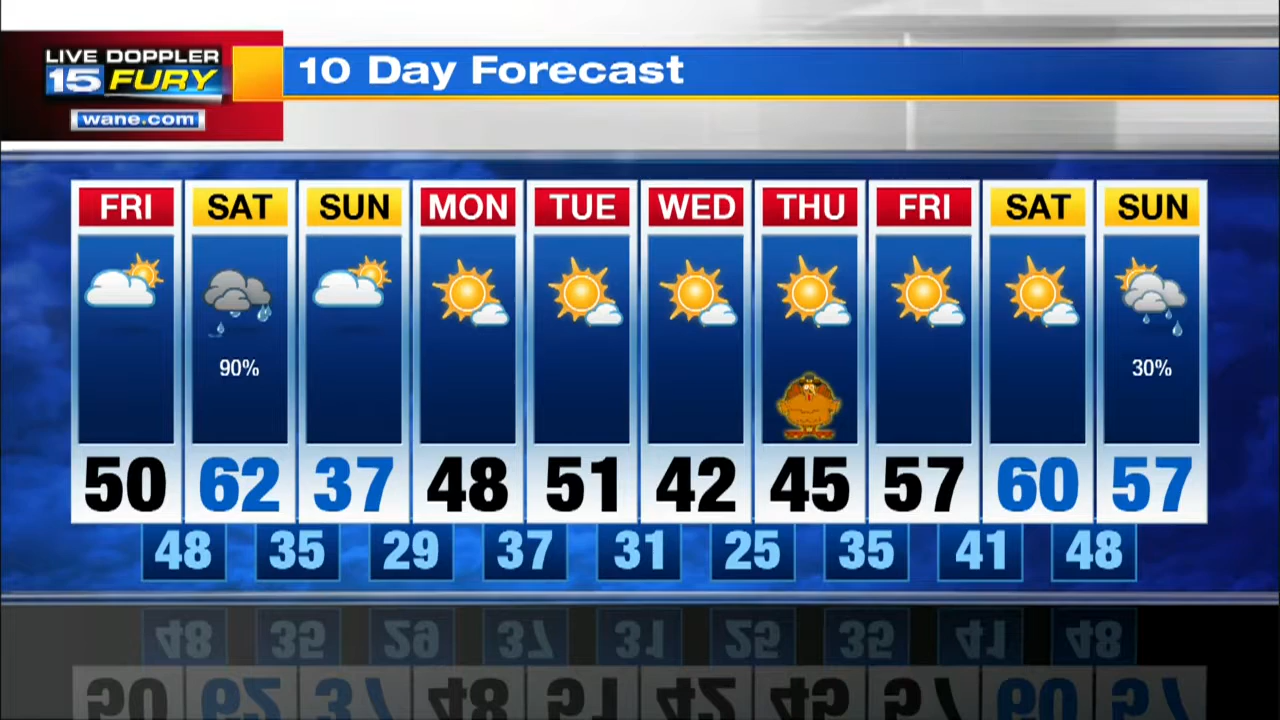 LIVE DOPPLER
15 FURY
wane.com
10 Day Forecast
FRI SAT SUN MON TUE WED THU FRI SAT SUN
90% 30%
50 62 37 48 51 42 45 57 60 57
48 35 29 37 31 25 35 41 48